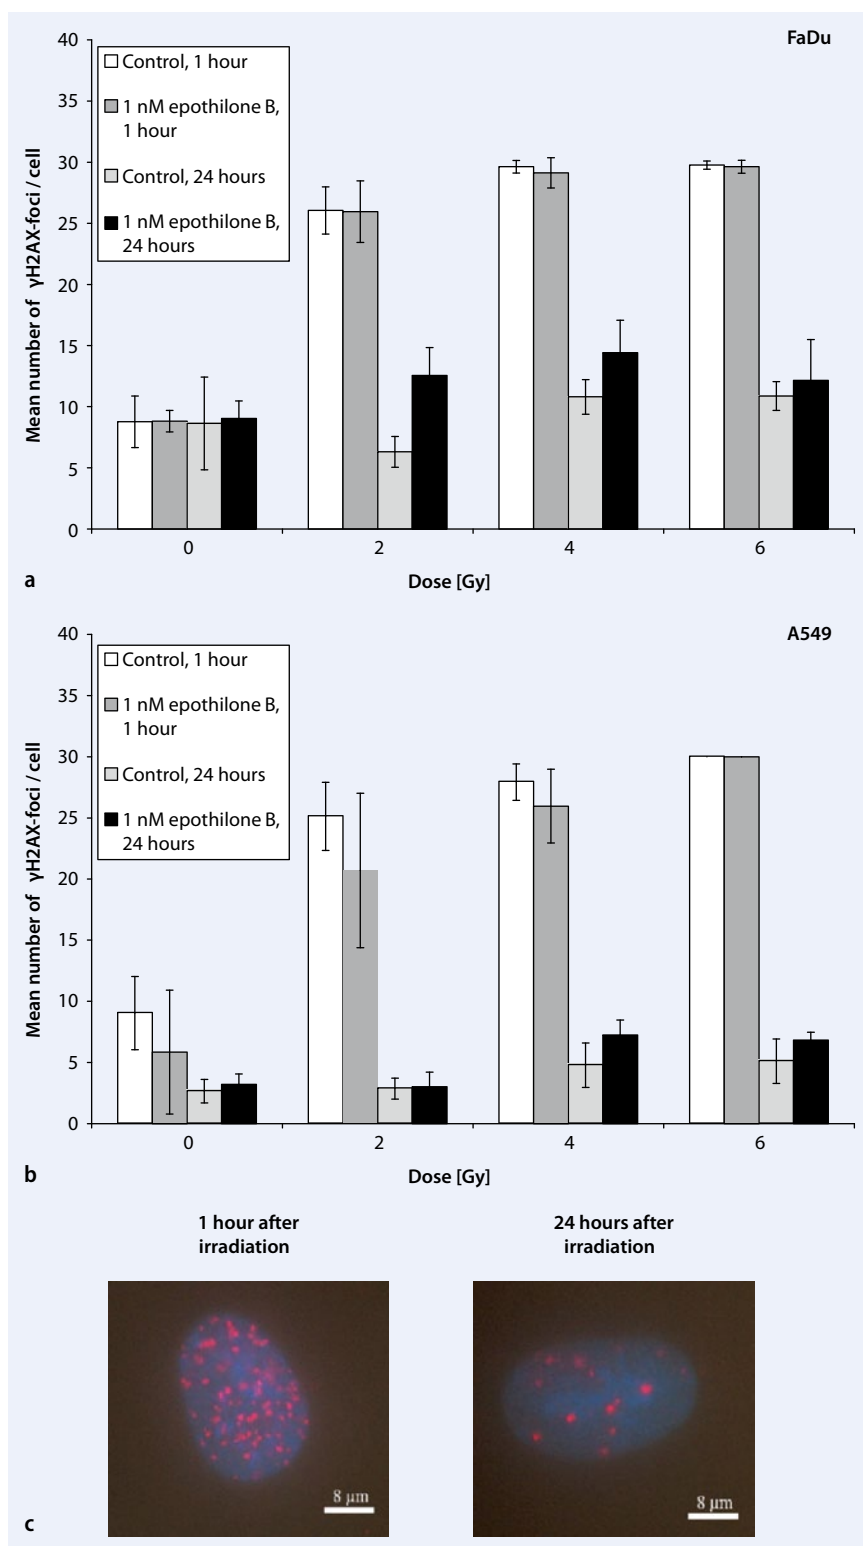 FaDu
40
35
30
25
20
15
10
5
0
Mean number of γH2AX-foci / cell
Control, 1 hour
1 nM epothilone B,
1 hour
Control, 24 hours
1 nM epothilone B,
24 hours
0 2 4 6
Dose [Gy]
a
A549
40
35
30
25
20
15
10
5
0
Mean number of γH2AX-foci / cell
Control, 1 hour
1 nM epothilone B,
1 hour
Control, 24 hours
1 nM epothilone B,
24 hours
0 2 4 6
Dose [Gy]
b
1 hour after
irradiation
24 hours after
irradiation
8 μm
8 μm
c